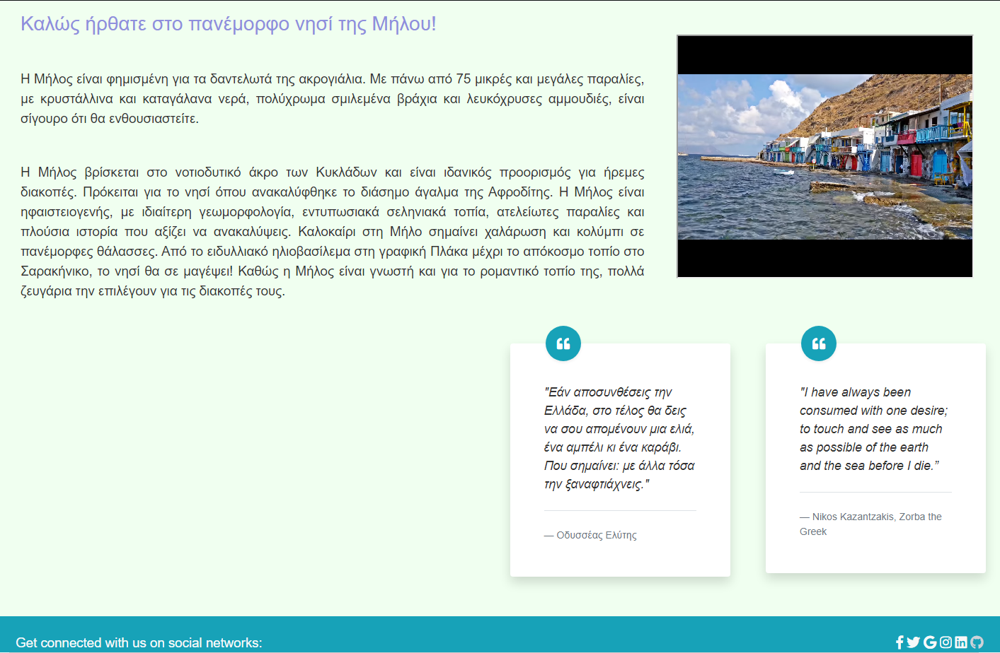 Καλώς ήρθατε στο πανέμορφο νησί της Μήλου!
Η Μήλος είναι φημισμένη για τα δαντελωτά της ακρογιάλια. Με πάνω από 75 μικρές και μεγάλες παραλίες,
με κρυστάλλινα και καταγάλανα νερά, πολύχρωμα σμιλεμένα βράχια και λευκόχρυσες αμμουδιές, είναι
σίγουρο ότι θα ενθουσιαστείτε.
Η Μήλος βρίσκεται στο νοτιοδυτικό άκρο των Κυκλάδων και είναι ιδανικός προορισμός για ήρεμες
διακοπές. Πρόκειται για το νησί όπου ανακαλύφθηκε το διάσημο άγαλμα της Αφροδίτης. Η Μήλος είναι
ηφαιστειογενής, με ιδιαίτερη γεωμορφολογία, εντυπωσιακά σεληνιακά τοπία, ατελείωτες παραλίες και
πλούσια ιστορία που αξίζει να ανακαλύψεις. Καλοκαίρι στη Μήλο σημαίνει χαλάρωση και κολύμπι σε
πανέμορφες θάλασσες. Από το ειδυλλιακό ηλιοβασίλεμα στη γραφική Πλάκα μέχρι το απόκοσμο τοπίο στο
Σαρακήνικο, το νησί θα σε μαγέψει! Καθώς η Μήλος είναι γνωστή και για το ρομαντικό τοπίο της, πολλά
ζευγάρια την επιλέγουν για τις διακοπές τους.
"Εάν αποσυνθέσεις την
Ελλάδα, στο τέλος θα δεις
να σου απομένουν μια ελιά,
ένα αμπέλι κι ένα καράβι.
Που σημαίνει: με άλλα τόσα
την ξαναφτιάχνεις."
— Οδυσσέας Ελύτης
"I have always been
consumed with one desire;
to touch and see as much
as possible of the earth
and the sea before I die.”
— Nikos Kazantzakis, Zorba the
Greek
Get connected with us on social networks: